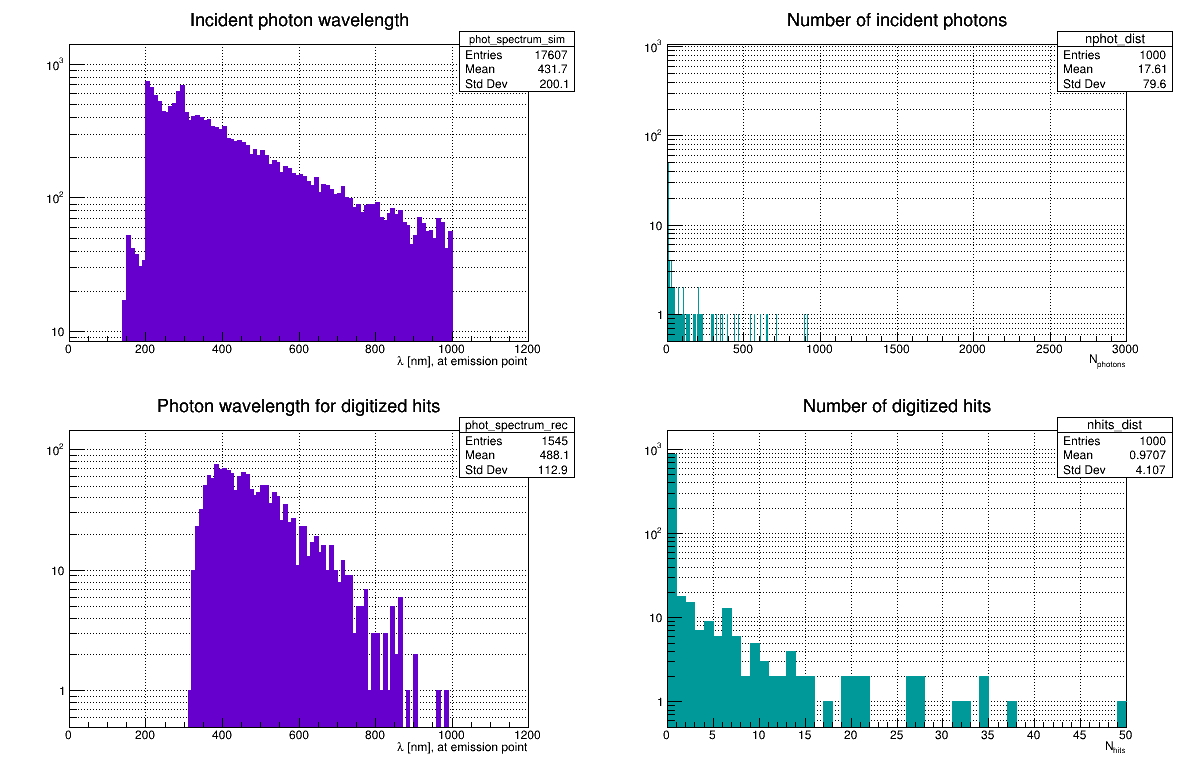 Incident photon wavelength
phot_spectrum_sim
Entries 17607
Mean 431.7
Std Dev 200.1
10³
10²
10
0 200 400 600 800 1000 1200
λ [nm], at emission point
Number of incident photons
nphot_dist
Entries 1000
Mean 17.61
Std Dev 79.6
10³
10²
10
1
0 500 1000 1500 2000 2500 3000
Nphotons
Photon wavelength for digitized hits
phot_spectrum_rec
Entries 1545
Mean 488.1
Std Dev 112.9
10²
10
1
0 200 400 600 800 1000 1200
λ [nm], at emission point
Number of digitized hits
nhits_dist
Entries 1000
Mean 0.9707
Std Dev 4.107
10³
10²
10
1
0 5 10 15 20 25 30 35 40 45 50
Nhits